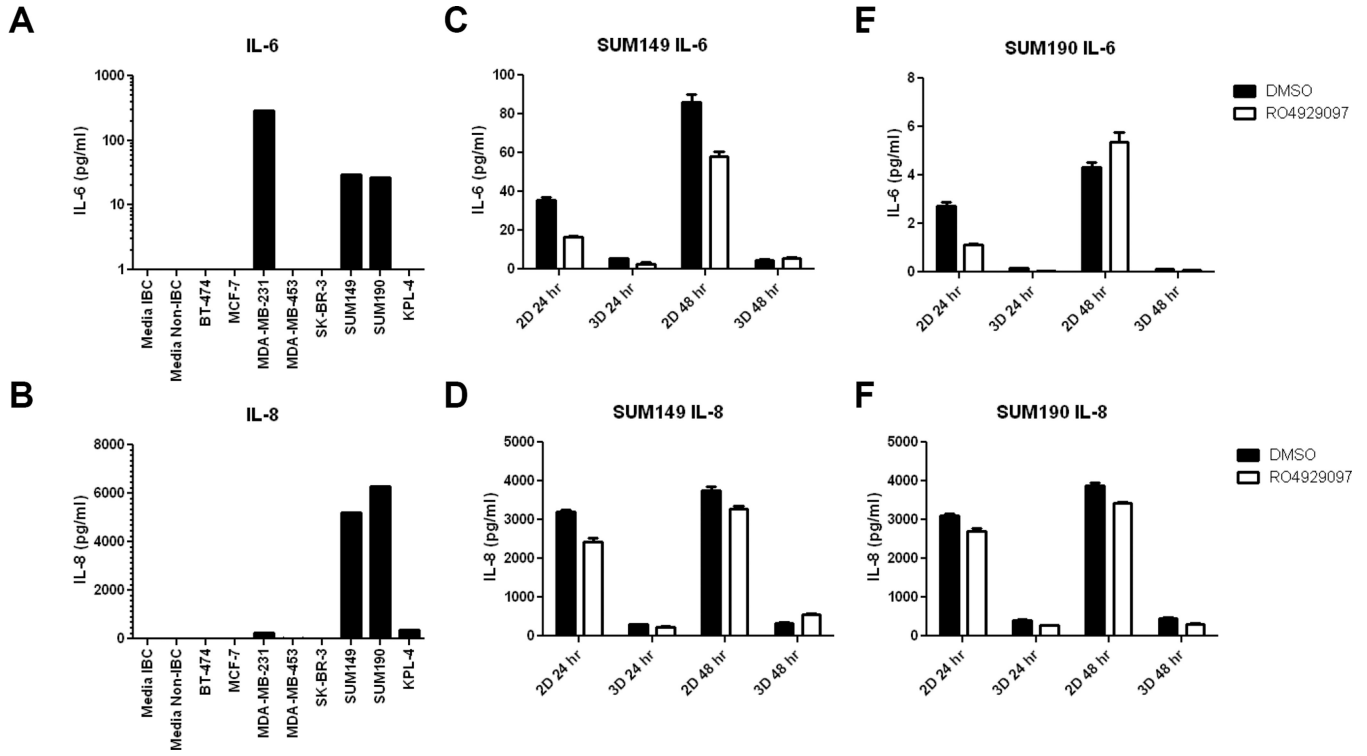 A
IL-6
IL-6 (pg/ml)
1000
100
10
1
Media IBC
Media Non-IBC
BT-474
MCF-7
MDA-MB-231
MDA-MB-453
SK-BR-3
SUM149
SUM190
KPL-4
B
IL-8
IL-8 (pg/ml)
8000
6000
4000
2000
0
Media IBC
Media Non-IBC
BT-474
MCF-7
MDA-MB-231
MDA-MB-453
SK-BR-3
SUM149
SUM190
KPL-4
C
SUM149 IL-6
IL-6 (pg/ml)
100
80
60
40
20
0
2D 24 hr
3D 24 hr
2D 48 hr
3D 48 hr
D
SUM149 IL-8
IL-8 (pg/ml)
5000
4000
3000
2000
1000
0
2D 24 hr
3D 24 hr
2D 48 hr
3D 48 hr
E
SUM190 IL-6
IL-6 (pg/ml)
8
6
4
2
0
2D 24 hr
3D 24 hr
2D 48 hr
3D 48 hr
DMSO
RO4929097
F
SUM190 IL-8
IL-8 (pg/ml)
5000
4000
3000
2000
1000
0
2D 24 hr
3D 24 hr
2D 48 hr
3D 48 hr
DMSO
RO4929097